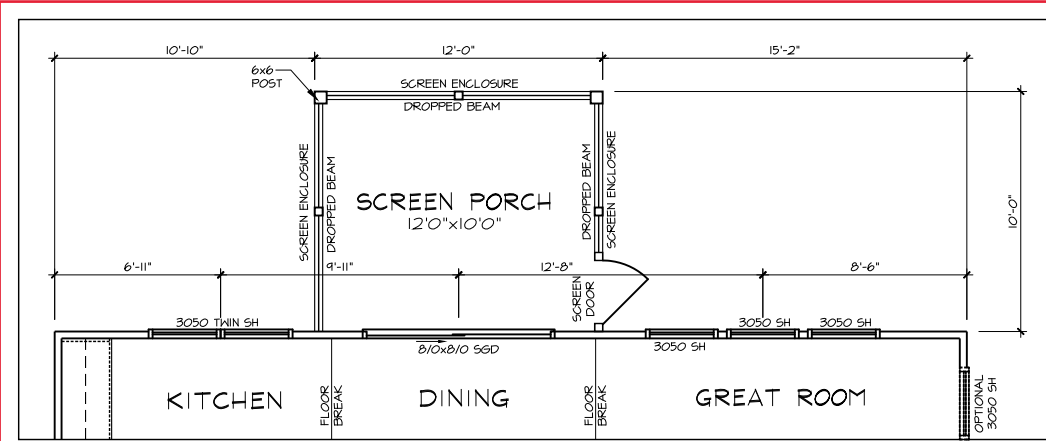 10'-10"
12'-0"
15'-2"
6x6
POST
SCREEN ENCLOSURE
DROPPED BEAM
SCREEN ENCLOSURE
DROPPED BEAM
SCREEN PORCH
12'0"x10'0"
DROPPED BEAM
SCREEN ENCLOSURE
10'-0"
6'-11"
9'-11"
12'-8"
8'-6"
SCREEN
DOOR
3050 TWIN SH
8/0x8/0 SGD
3050 SH
3050 SH
3050 SH
KITCHEN
FLOOR
BREAK
DINING
FLOOR
BREAK
GREAT ROOM
OPTIONAL
3050 SH